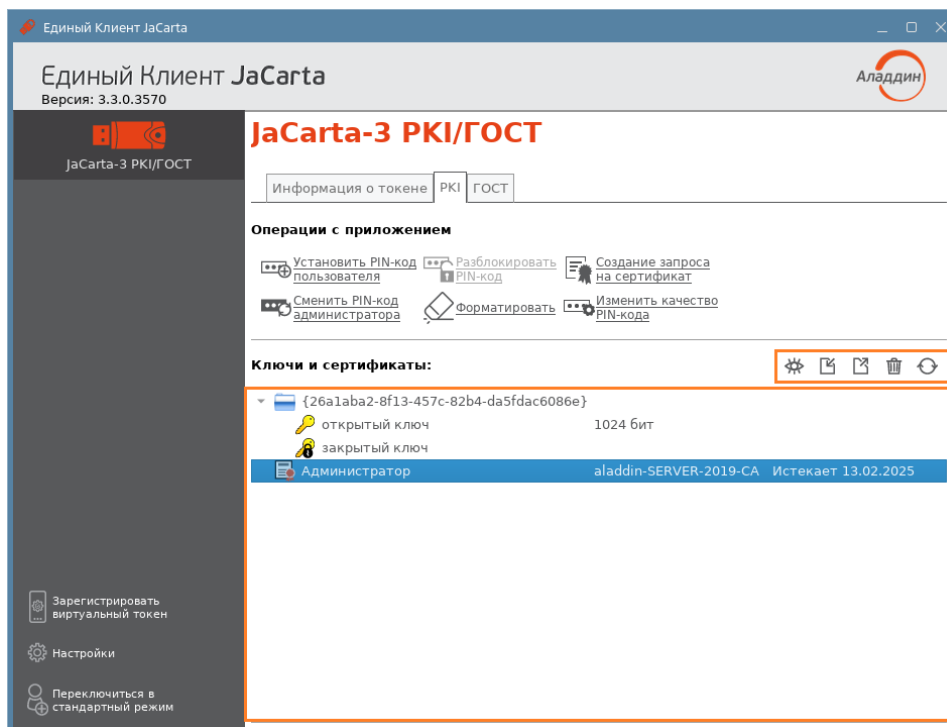 Единый Клиент JaCarta
Единый Клиент JaCarta
Версия: 3.3.0.3570
Аладдин
JaCarta-3 PKI/ГОСТ
JaCarta-3 PKI/ГОСТ
Информация о токене PKI ГОСТ
Операции с приложением
Установить PIN-код
пользователя
Разблокировать
PIN-код
Создание запроса
на сертификат
Сменить PIN-код
администратора
Форматировать
Изменить качество
PIN-кода
Ключи и сертификаты:
{26a1aba2-8f13-457c-82b4-da5fdac6086e}
открытый ключ 1024 бит
закрытый ключ
Администратор aladdin-SERVER-2019-CA Истекает 13.02.2025
Зарегистрировать
виртуальный токен
Настройки
Переключиться в
стандартный режим